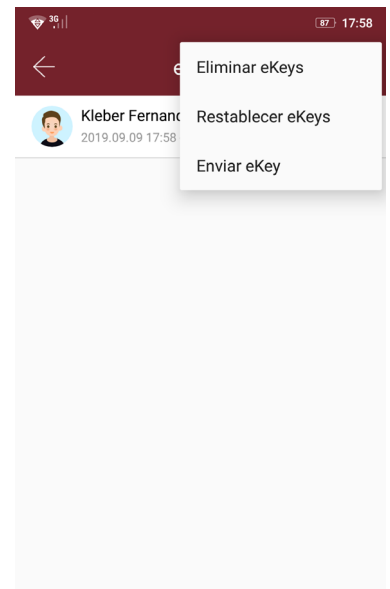 3G
87 17:58
e
Eliminar eKeys
Kleber Fernand
Restablecer eKeys
2019.09.09 17:58
Enviar eKey